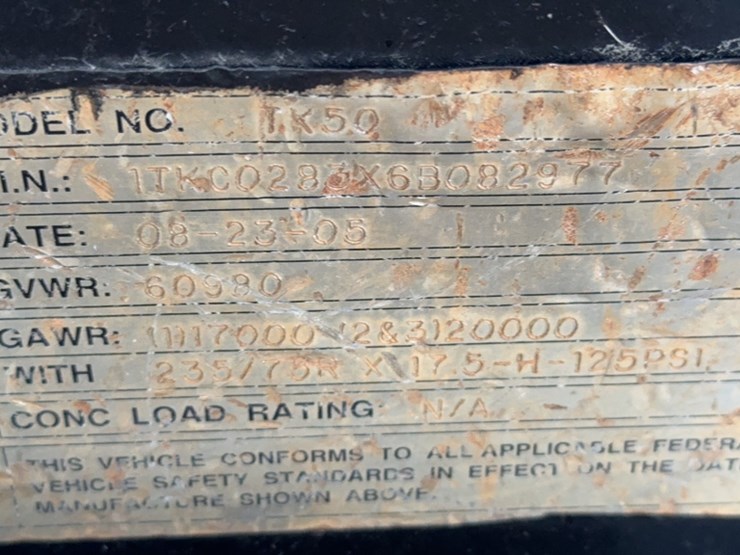 ODEL NO. TK50
I.N.: 1TKC0283X6B082977
ATE: 08-23-05
GVWR: 60980
GAWR: (1)17000 (2&3)20000
WITH 235/75R X 17.5-H-125PSI
CONC LOAD RATING: N/A
THIS VEHICLE CONFORMS TO ALL APPLICABLE FEDERA
VEHICLE SAFETY STANDARDS IN EFFECT ON THE DAT
MANUFACTURE SHOWN ABOVE.